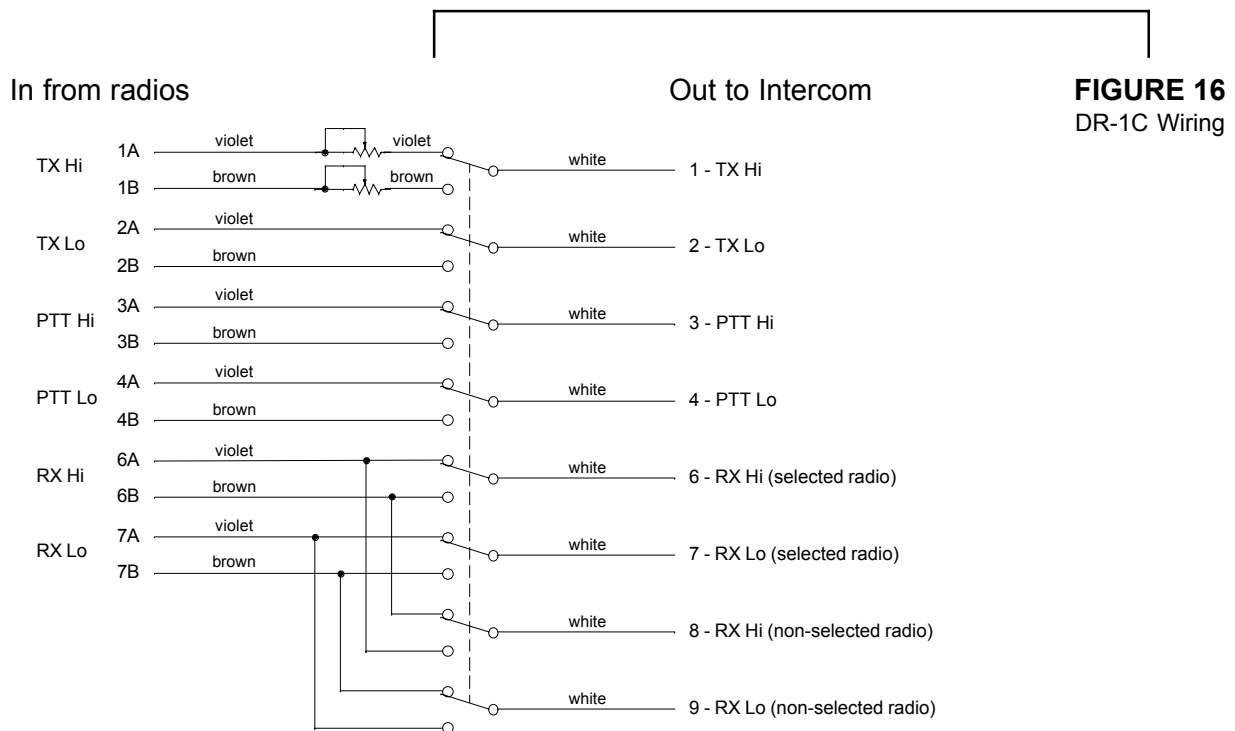 In from radios
Out to Intercom
FIGURE 16
DR-1C Wiring
TX Hi
1A violet violet
white
1 - TX Hi
1B brown brown
TX Lo
2A violet
white
2 - TX Lo
2B brown
PTT Hi
3A violet
white
3 - PTT Hi
3B brown
PTT Lo
4A violet
white
4 - PTT Lo
4B brown
RX Hi
6A violet
white
6 - RX Hi (selected radio)
6B brown
RX Lo
7A violet
white
7 - RX Lo (selected radio)
7B brown
white
8 - RX Hi (non-selected radio)
white
9 - RX Lo (non-selected radio)